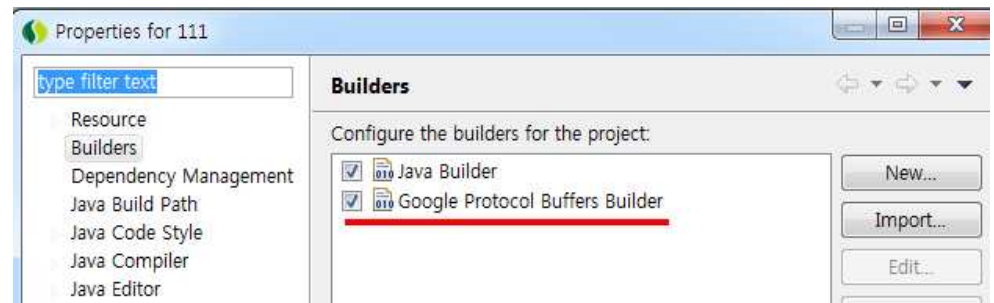 Properties for 111
type filter text
Resource
Builders
Dependency Management
Java Build Path
Java Code Style
Java Compiler
Java Editor
Builders
Configure the builders for the project:
Java Builder
Google Protocol Buffers Builder
New...
Import...
Edit...